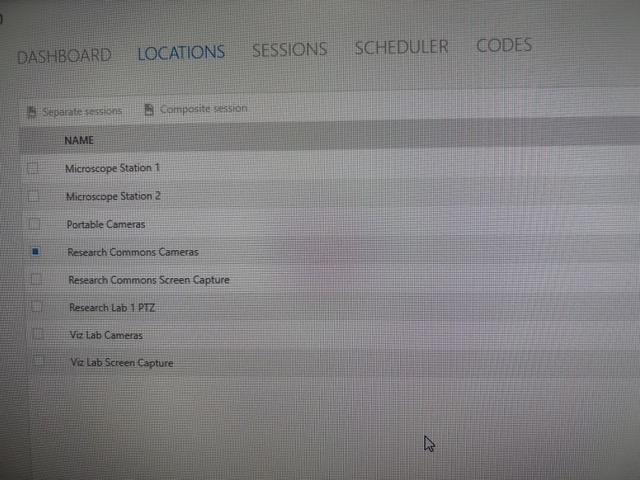 DASHBOARD LOCATIONS SESSIONS SCHEDULER CODES
Separate sessions Composite session
NAME
Microscope Station 1
Microscope Station 2
Portable Cameras
Research Commons Cameras
Research Commons Screen Capture
Research Lab 1 PTZ
Viz Lab Cameras
Viz Lab Screen Capture